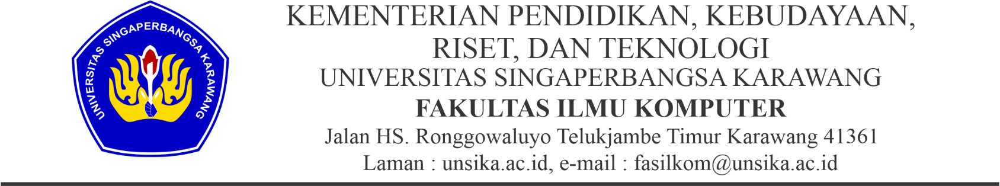 UNIVERSITAS SINGAPERBANGSA KARAWANG
KEMENTERIAN PENDIDIKAN, KEBUDAYAAN,
RISET, DAN TEKNOLOGI
UNIVERSITAS SINGAPERBANGSA KARAWANG
FAKULTAS ILMU KOMPUTER
Jalan HS. Ronggowaluyo Telukjambe Timur Karawang 41361
Laman : unsika.ac.id, e-mail : fasilkom@unsika.ac.id